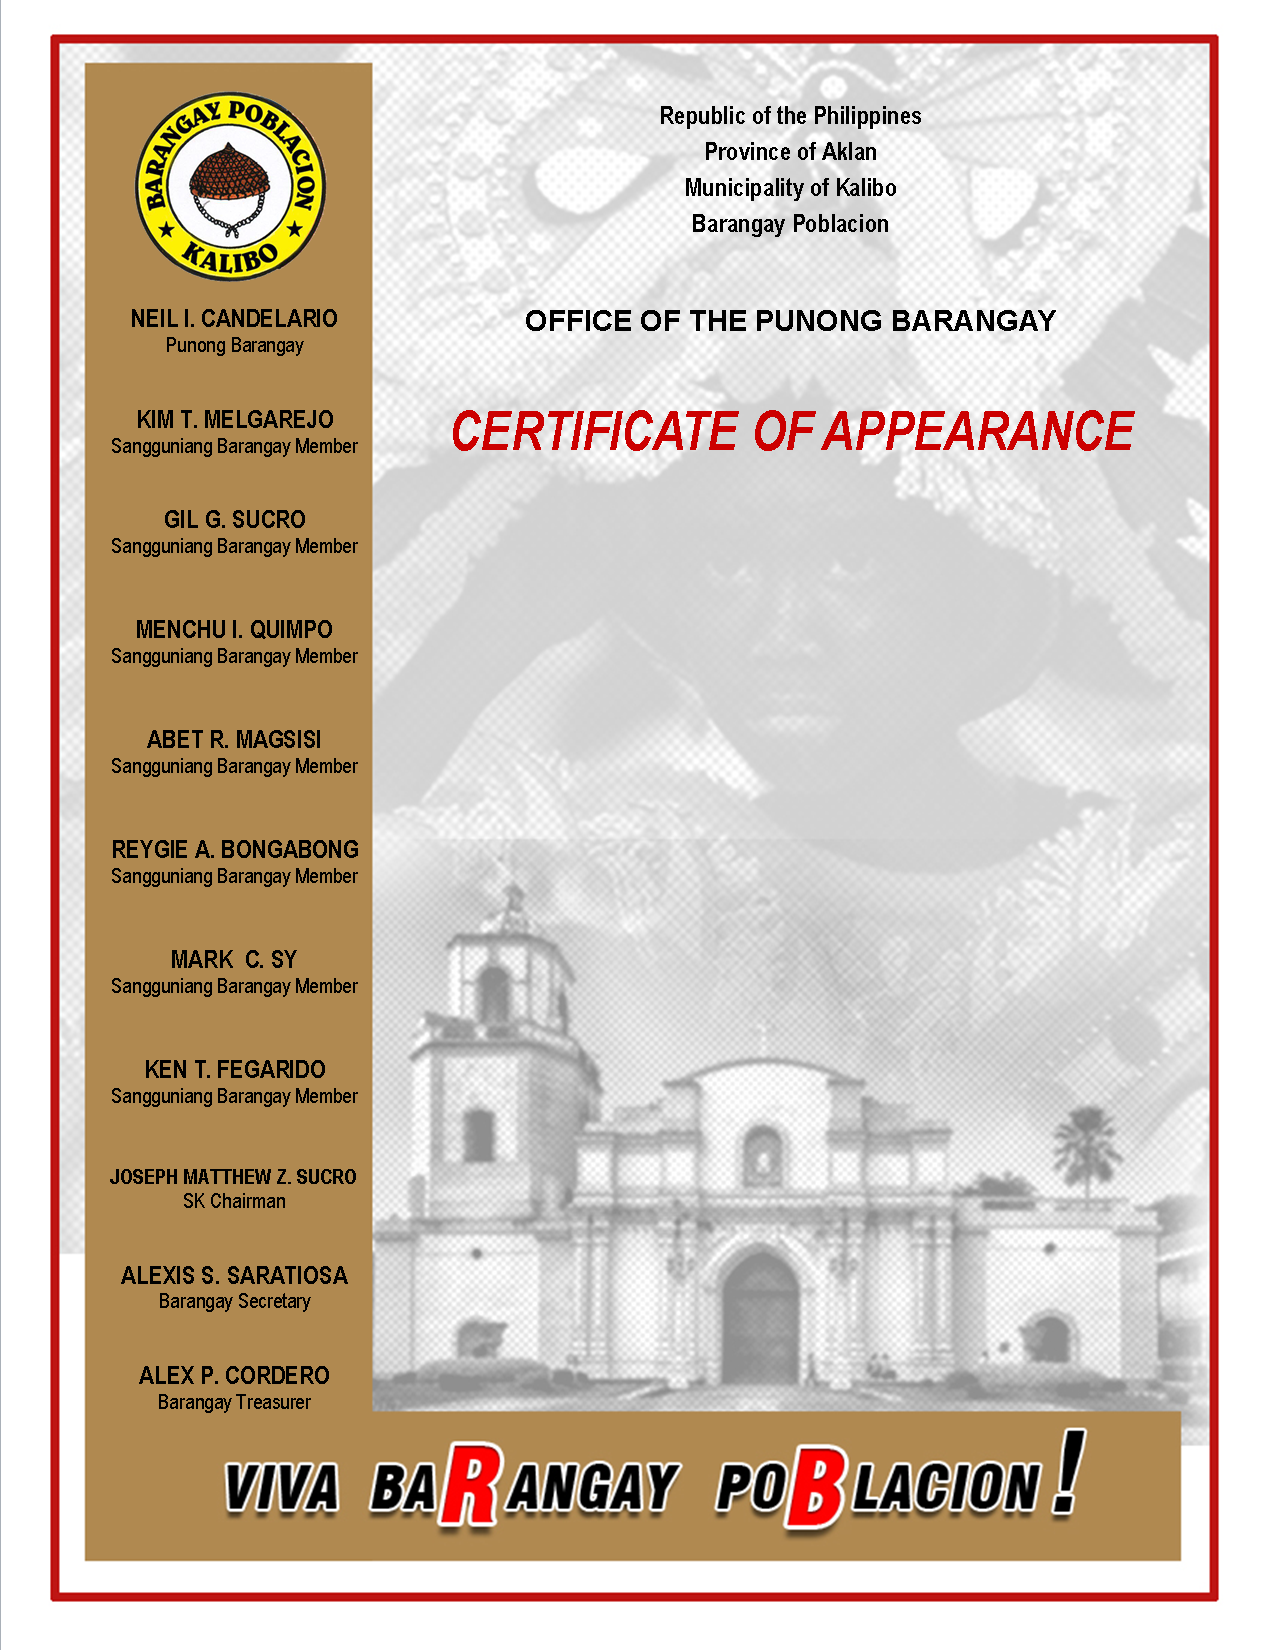 BARANGAY POBLACION
KALIBO
Republic of the Philippines
Province of Aklan
Municipality of Kalibo
Barangay Poblacion
OFFICE OF THE PUNONG BARANGAY
CERTIFICATE OF APPEARANCE
NEIL I. CANDELARIO
Punong Barangay
KIM T. MELGAREJO
Sangguniang Barangay Member
GIL G. SUCRO
Sangguniang Barangay Member
MENCHU I. QUIMPO
Sangguniang Barangay Member
ABET R. MAGSISI
Sangguniang Barangay Member
REYGIE A. BONGABONG
Sangguniang Barangay Member
MARK C. SY
Sangguniang Barangay Member
KEN T. FEGARIDO
Sangguniang Barangay Member
JOSEPH MATTHEW Z. SUCRO
SK Chairman
ALEXIS S. SARATIOSA
Barangay Secretary
ALEX P. CORDERO
Barangay Treasurer
VIVA BARANGAY POBLACION!